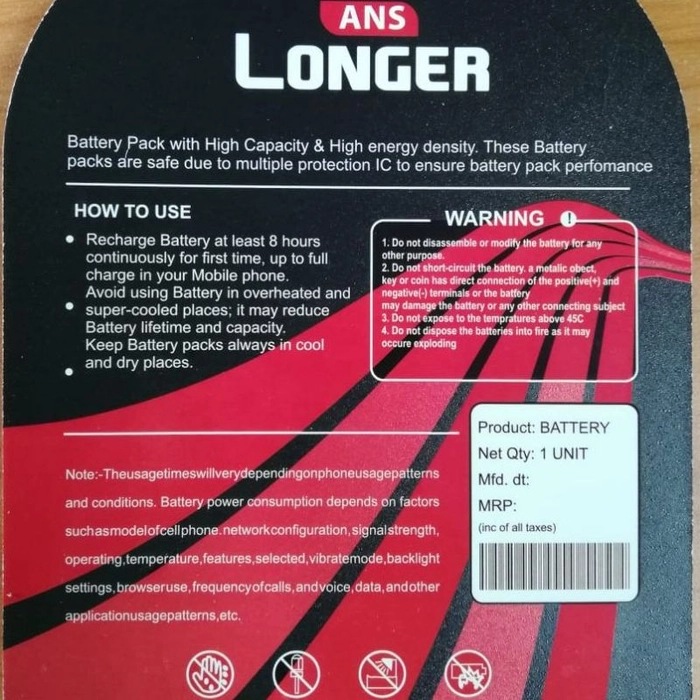 ANS
LONGER
Battery Pack with High Capacity & High energy density. These Battery
packs are safe due to multiple protection IC to ensure battery pack perfomance
HOW TO USE
• Recharge Battery at least 8 hours
continuously for first time, up to full
charge in your Mobile phone.
Avoid using Battery in overheated and
• super-cooled places; it may reduce
Battery lifetime and capacity.
Keep Battery packs always in cool
• and dry places.
WARNING !
1. Do not disassemble or modify the battery for any
other purpose.
2. Do not short-circuit the battery. a metalic obect,
key or coin has direct connection of the positive(+) and
negative(-) terminals or the battery
may damage the battery or any other connecting subject
3. Do not expose to the tempratures above 45C
4. Do not dispose the batteries into fire as it may
occure exploding
Note:-Theusagetimeswillverydependingonphoneusagepatterns
and conditions. Battery power consumption depends on factors
suchasmodelofcellphone.networkconfiguration,signalstrength,
operating,temperature,features,selected,vibratemode,backlight
settings,browseruse,frequencyofcalls,andvoice,data,andother
applicationusagepatterns,etc.
Product: BATTERY
Net Qty: 1 UNIT
Mfd. dt:
MRP:
(inc of all taxes)